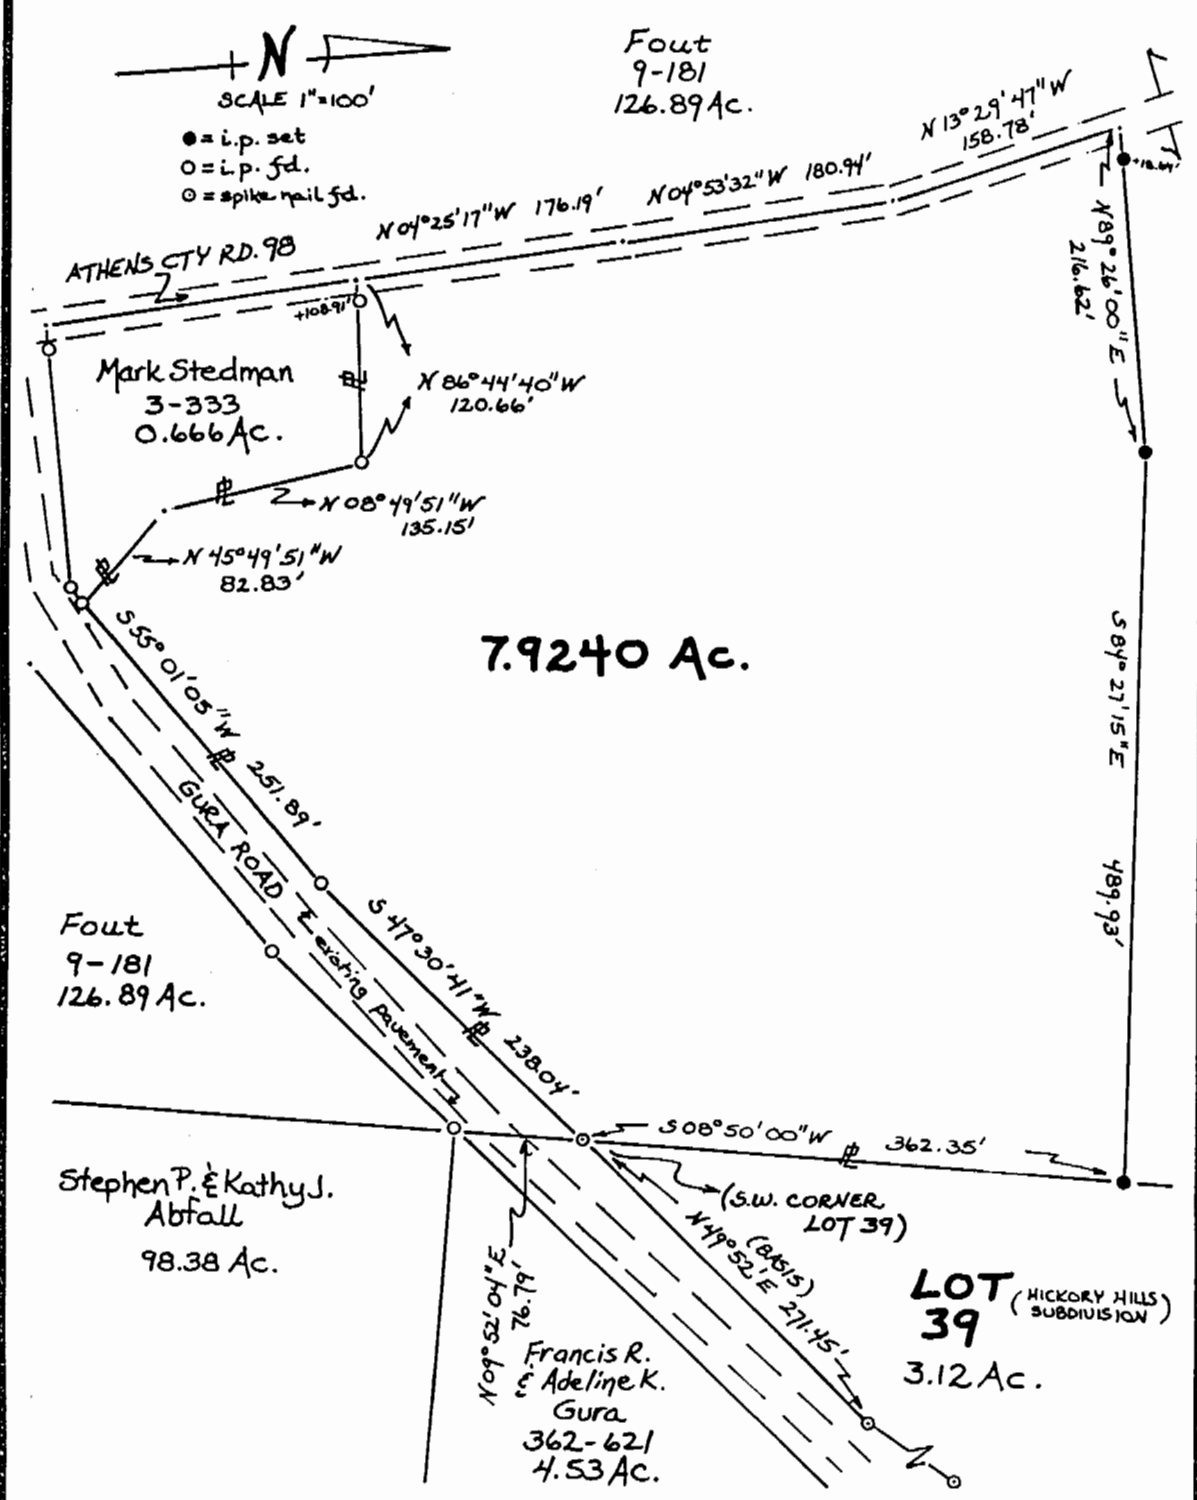 N
SCALE 1"=100'
● = i.p. set
○ = i.p. fd.
⊙ = spike nail fd.
Fout
9-181
126.89 Ac.
N 13° 29' 47" W
158.78'
N 04° 53' 32" W 180.94'
N 04° 25' 17" W 176.19'
ATHENS CTY RD. 98
+18.64'
N 89° 26' 00" E
216.62'
+108.91'
Mark Stedman
3-333
0.666 Ac.
N 86° 44' 40" W
120.66'
N 08° 49' 51" W
135.15'
N 45° 49' 51" W
82.83'
S 55° 01' 05" W 251.89'
7.9240 Ac.
S 84° 27' 15" E 489.93'
GURA ROAD
℄ existing pavement
S 47° 30' 41" W 238.04'
Fout
9-181
126.89 Ac.
S 08° 50' 00" W 362.35'
(S.W. CORNER
LOT 39)
Stephen P. & Kathy J.
Abfall
98.38 Ac.
N 09° 52' 04" E
76.79'
(BASIS)
N 49° 52' E 271.45'
LOT
39
(HICKORY HILLS
SUBDIVISION)
3.12 Ac.
Francis R.
& Adeline K.
Gura
362-621
4.53 Ac.